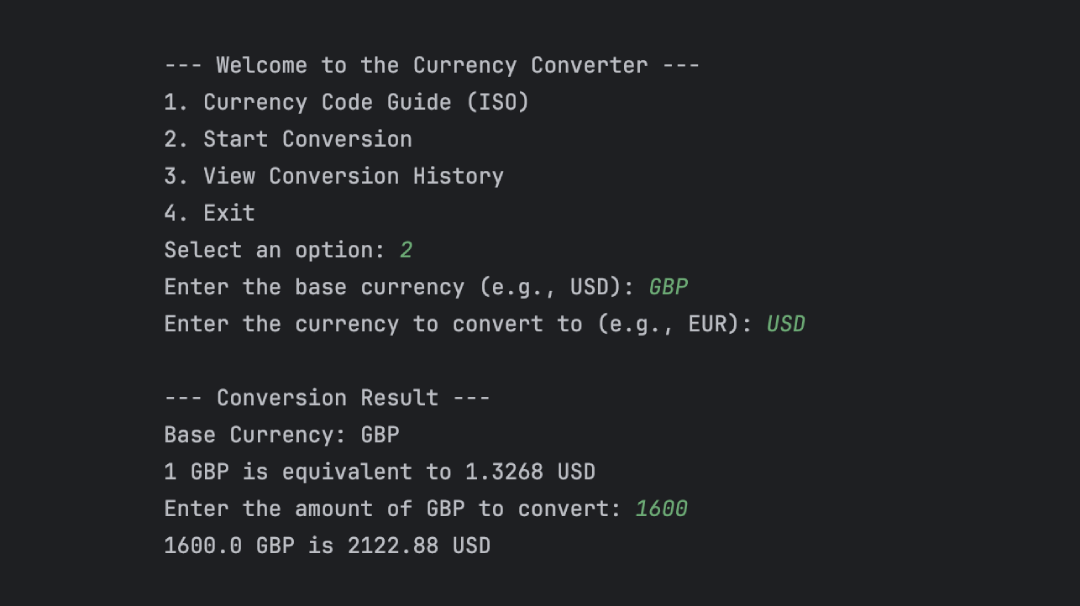 --- Welcome to the Currency Converter ---
1. Currency Code Guide (ISO)
2. Start Conversion
3. View Conversion History
4. Exit
Select an option: 2
Enter the base currency (e.g., USD): GBP
Enter the currency to convert to (e.g., EUR): USD
--- Conversion Result ---
Base Currency: GBP
1 GBP is equivalent to 1.3268 USD
Enter the amount of GBP to convert: 1600
1600.0 GBP is 2122.88 USD